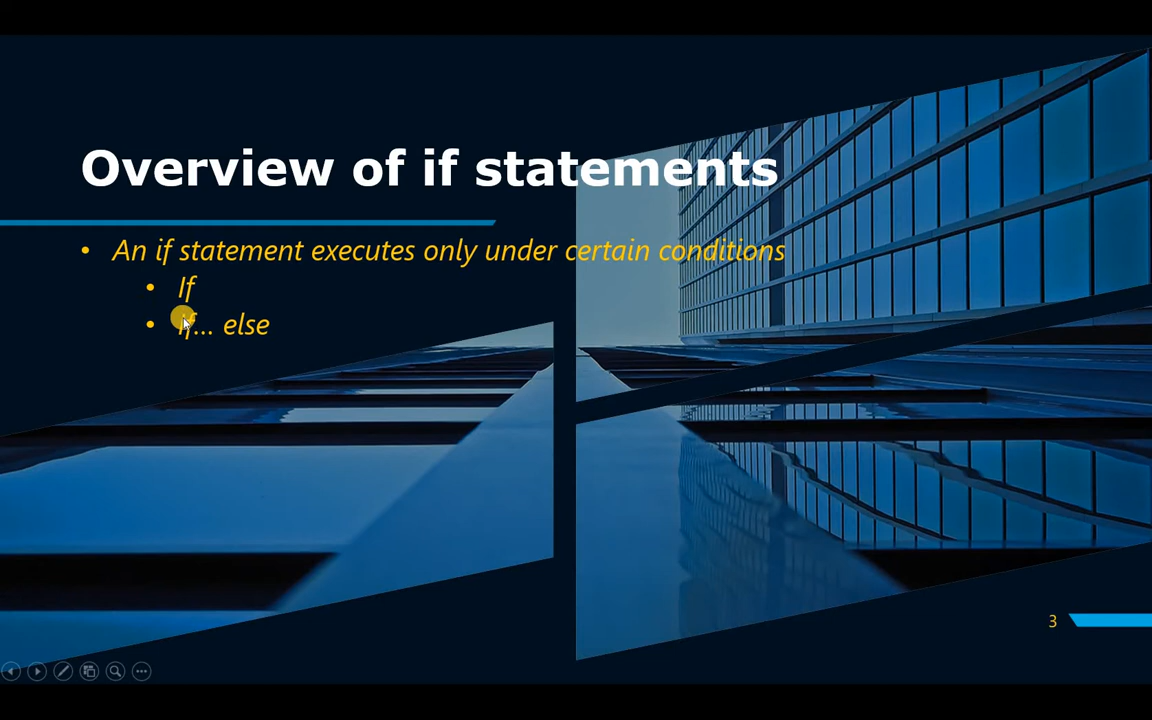 Overview of if statements
• An if statement executes only under certain conditions
• If
• If... else
3